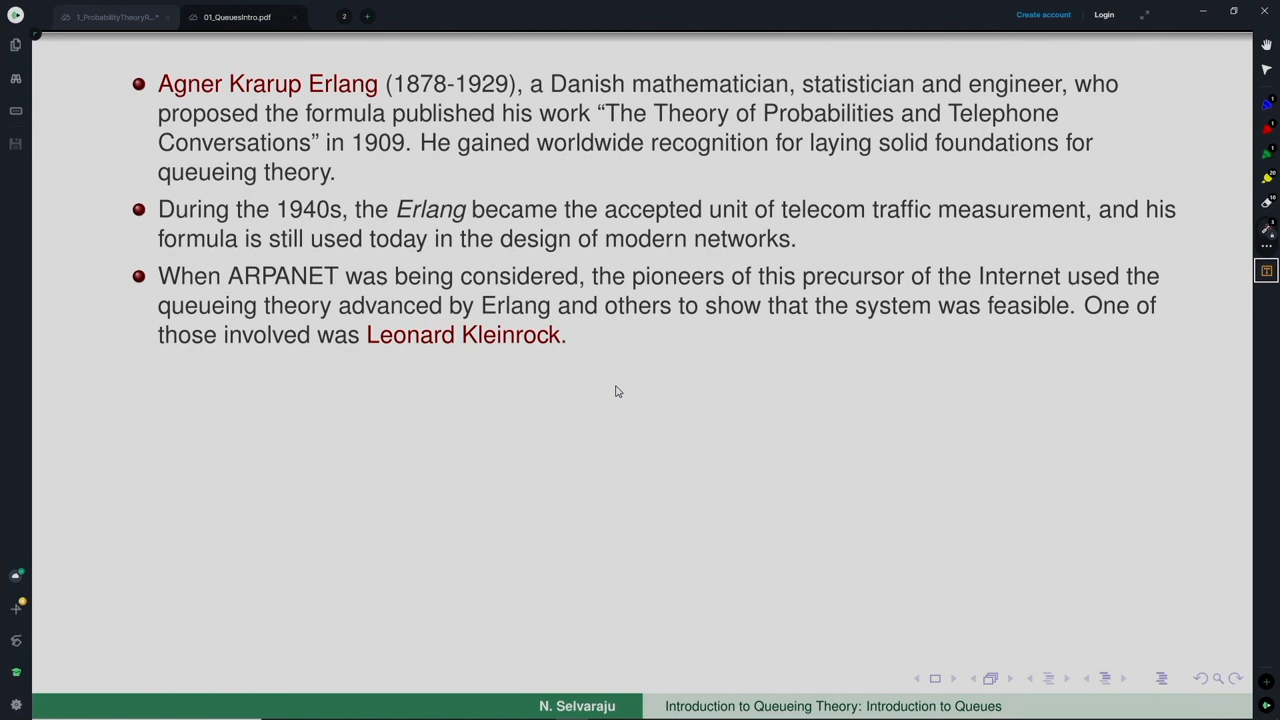 1_ProbabilityTheoryR...*
01_QueuesIntro.pdf
2
Create account
Login
Agner Krarup Erlang (1878-1929), a Danish mathematician, statistician and engineer, who
proposed the formula published his work “The Theory of Probabilities and Telephone
Conversations” in 1909. He gained worldwide recognition for laying solid foundations for
queueing theory.
During the 1940s, the Erlang became the accepted unit of telecom traffic measurement, and his
formula is still used today in the design of modern networks.
When ARPANET was being considered, the pioneers of this precursor of the Internet used the
queueing theory advanced by Erlang and others to show that the system was feasible. One of
those involved was Leonard Kleinrock.
N. Selvaraju
Introduction to Queueing Theory: Introduction to Queues